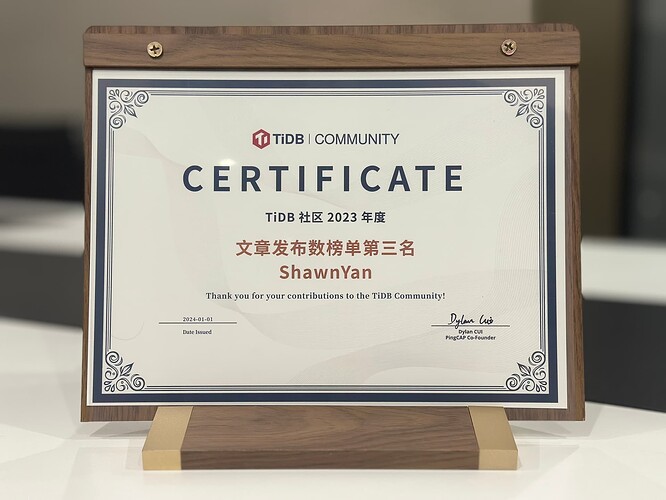 TiDB | COMMUNITY
CERTIFICATE
TiDB 社区 2023 年度
文章发布数榜单第三名
ShawnYan
Thank you for your contributions to the TiDB Community!
2024-01-01
Date Issued
Dylan Cui
Dylan CUI
PingCAP Co-Founder